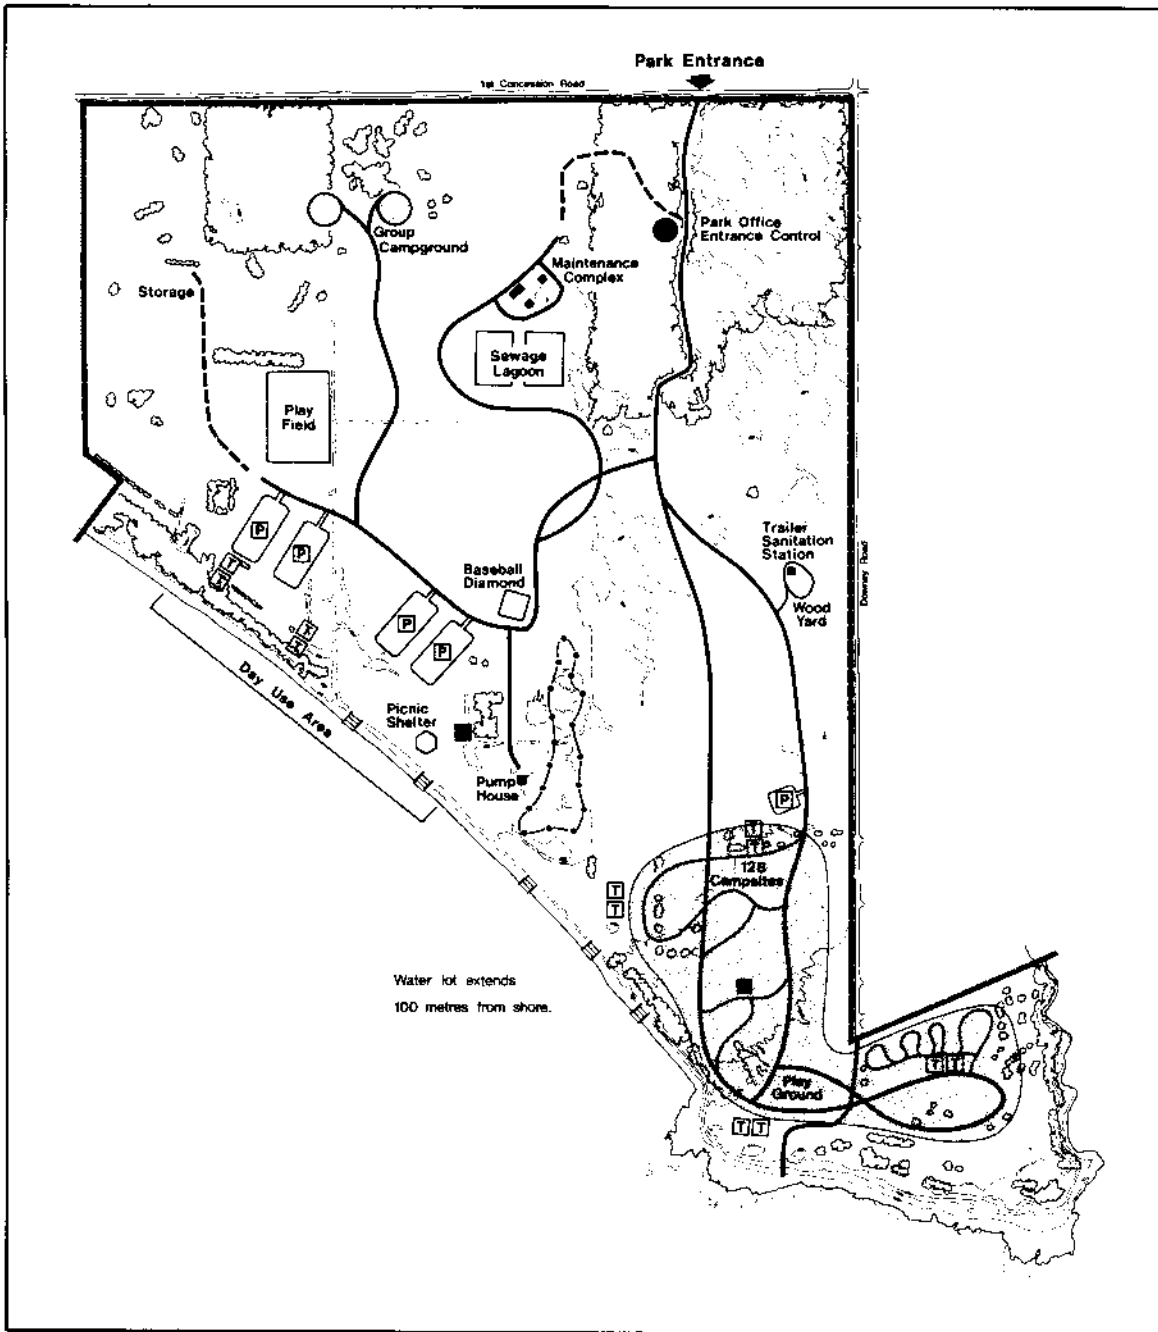 Park Entrance
1st Concession Road
Park Office
Entrance Control
Group
Campground
Maintenance
Complex
Storage
Sewage
Lagoon
Play
Field
P
P
T
T
Trailer
Sanitation
Station
Downey Road
Baseball
Diamond
Wood
Yard
P
P
T
T
Day Use Area
Picnic
Shelter
Pump
House
P
T
T
128
Campsites
T
T
Water lot extends
100 metres from shore.
T T
Play
Ground
T T